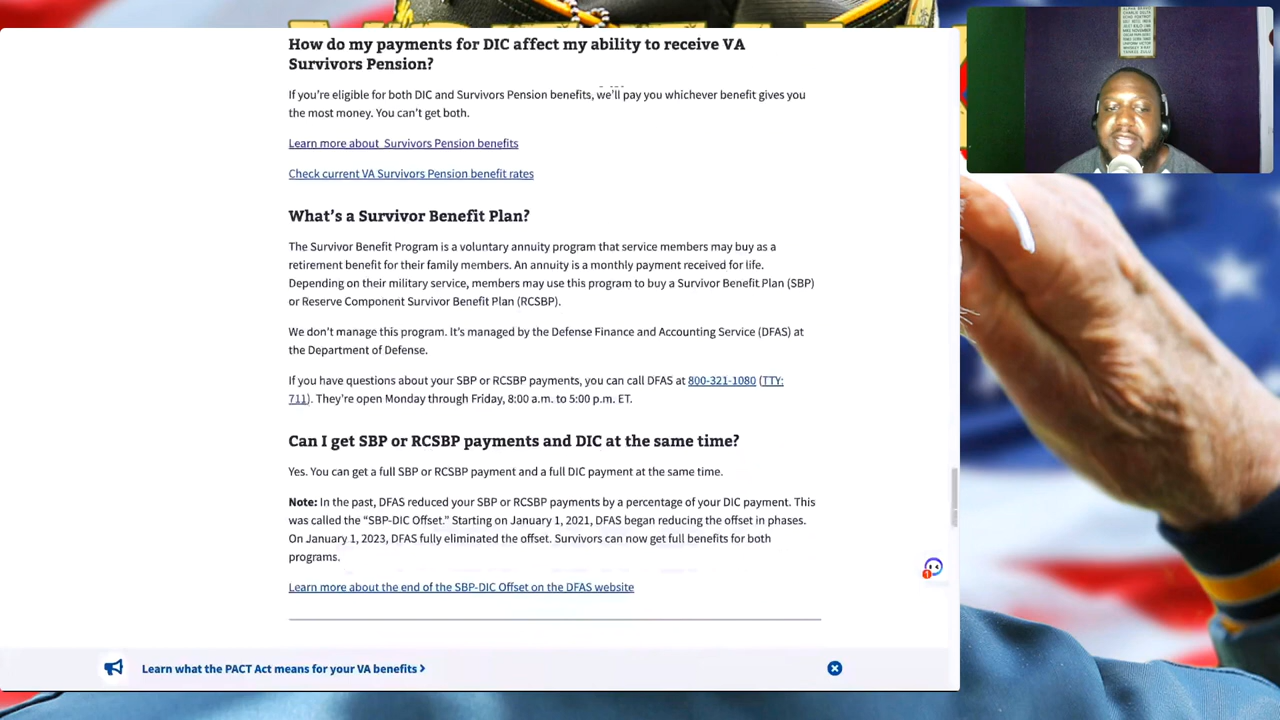 How do my payments for DIC affect my ability to receive VA
Survivors Pension?
If you're eligible for both DIC and Survivors Pension benefits, we'll pay you whichever benefit gives you
the most money. You can't get both.
Learn more about  Survivors Pension benefits
Check current VA Survivors Pension benefit rates
What's a Survivor Benefit Plan?
The Survivor Benefit Program is a voluntary annuity program that service members may buy as a
retirement benefit for their family members. An annuity is a monthly payment received for life.
Depending on their military service, members may use this program to buy a Survivor Benefit Plan (SBP)
or Reserve Component Survivor Benefit Plan (RCSBP).
We don't manage this program. It's managed by the Defense Finance and Accounting Service (DFAS) at
the Department of Defense.
If you have questions about your SBP or RCSBP payments, you can call DFAS at 800-321-1080 (TTY:
711). They're open Monday through Friday, 8:00 a.m. to 5:00 p.m. ET.
Can I get SBP or RCSBP payments and DIC at the same time?
Yes. You can get a full SBP or RCSBP payment and a full DIC payment at the same time.
Note: In the past, DFAS reduced your SBP or RCSBP payments by a percentage of your DIC payment. This
was called the "SBP-DIC Offset." Starting on January 1, 2021, DFAS began reducing the offset in phases.
On January 1, 2023, DFAS fully eliminated the offset. Survivors can now get full benefits for both
programs.
1
Learn more about the end of the SBP-DIC Offset on the DFAS website
Learn what the PACT Act means for your VA benefits >